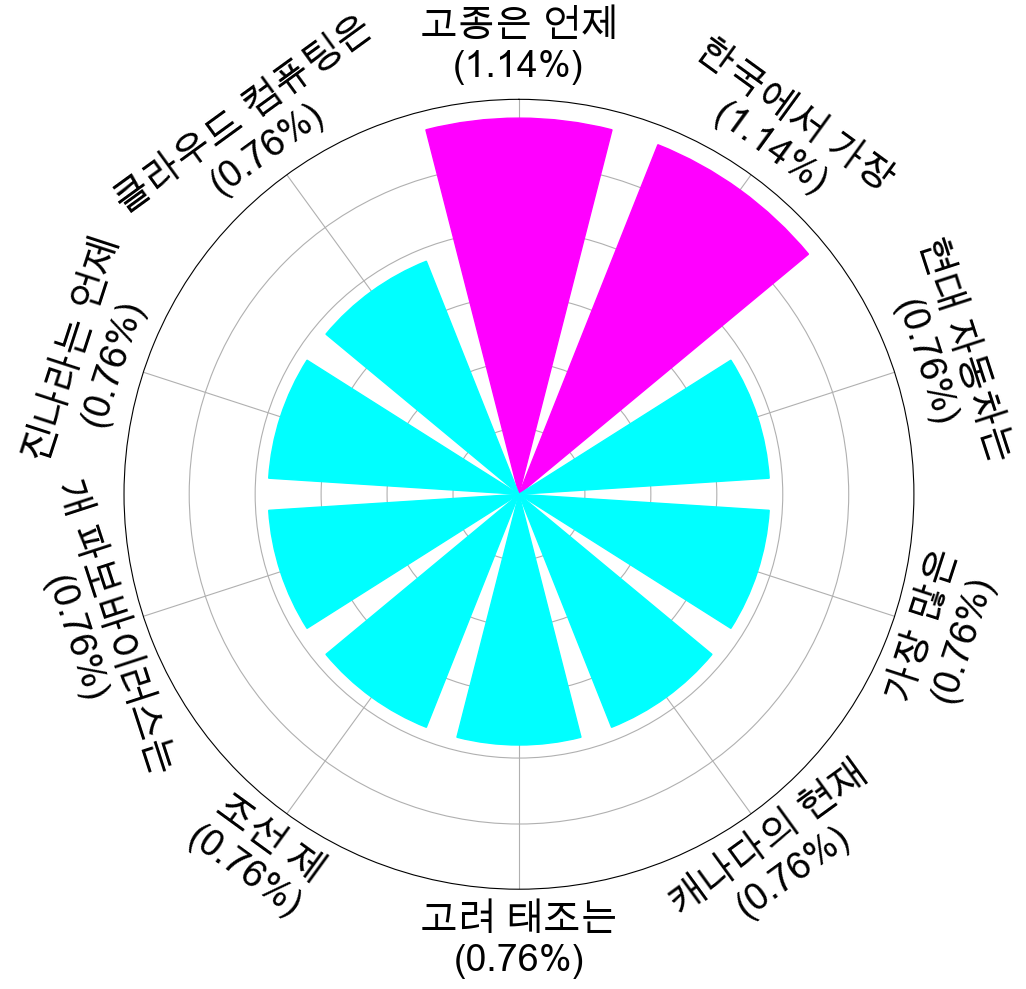 고종은 언제
(1.14%)
한국에서 가장
(1.14%)
현대 자동차는
(0.76%)
가장 많은
(0.76%)
캐나다의 현재
(0.76%)
고려 태조는
(0.76%)
조선 제
(0.76%)
개 파보바이러스는
(0.76%)
진나라는 언제
(0.76%)
클라우드 컴퓨팅은
(0.76%)